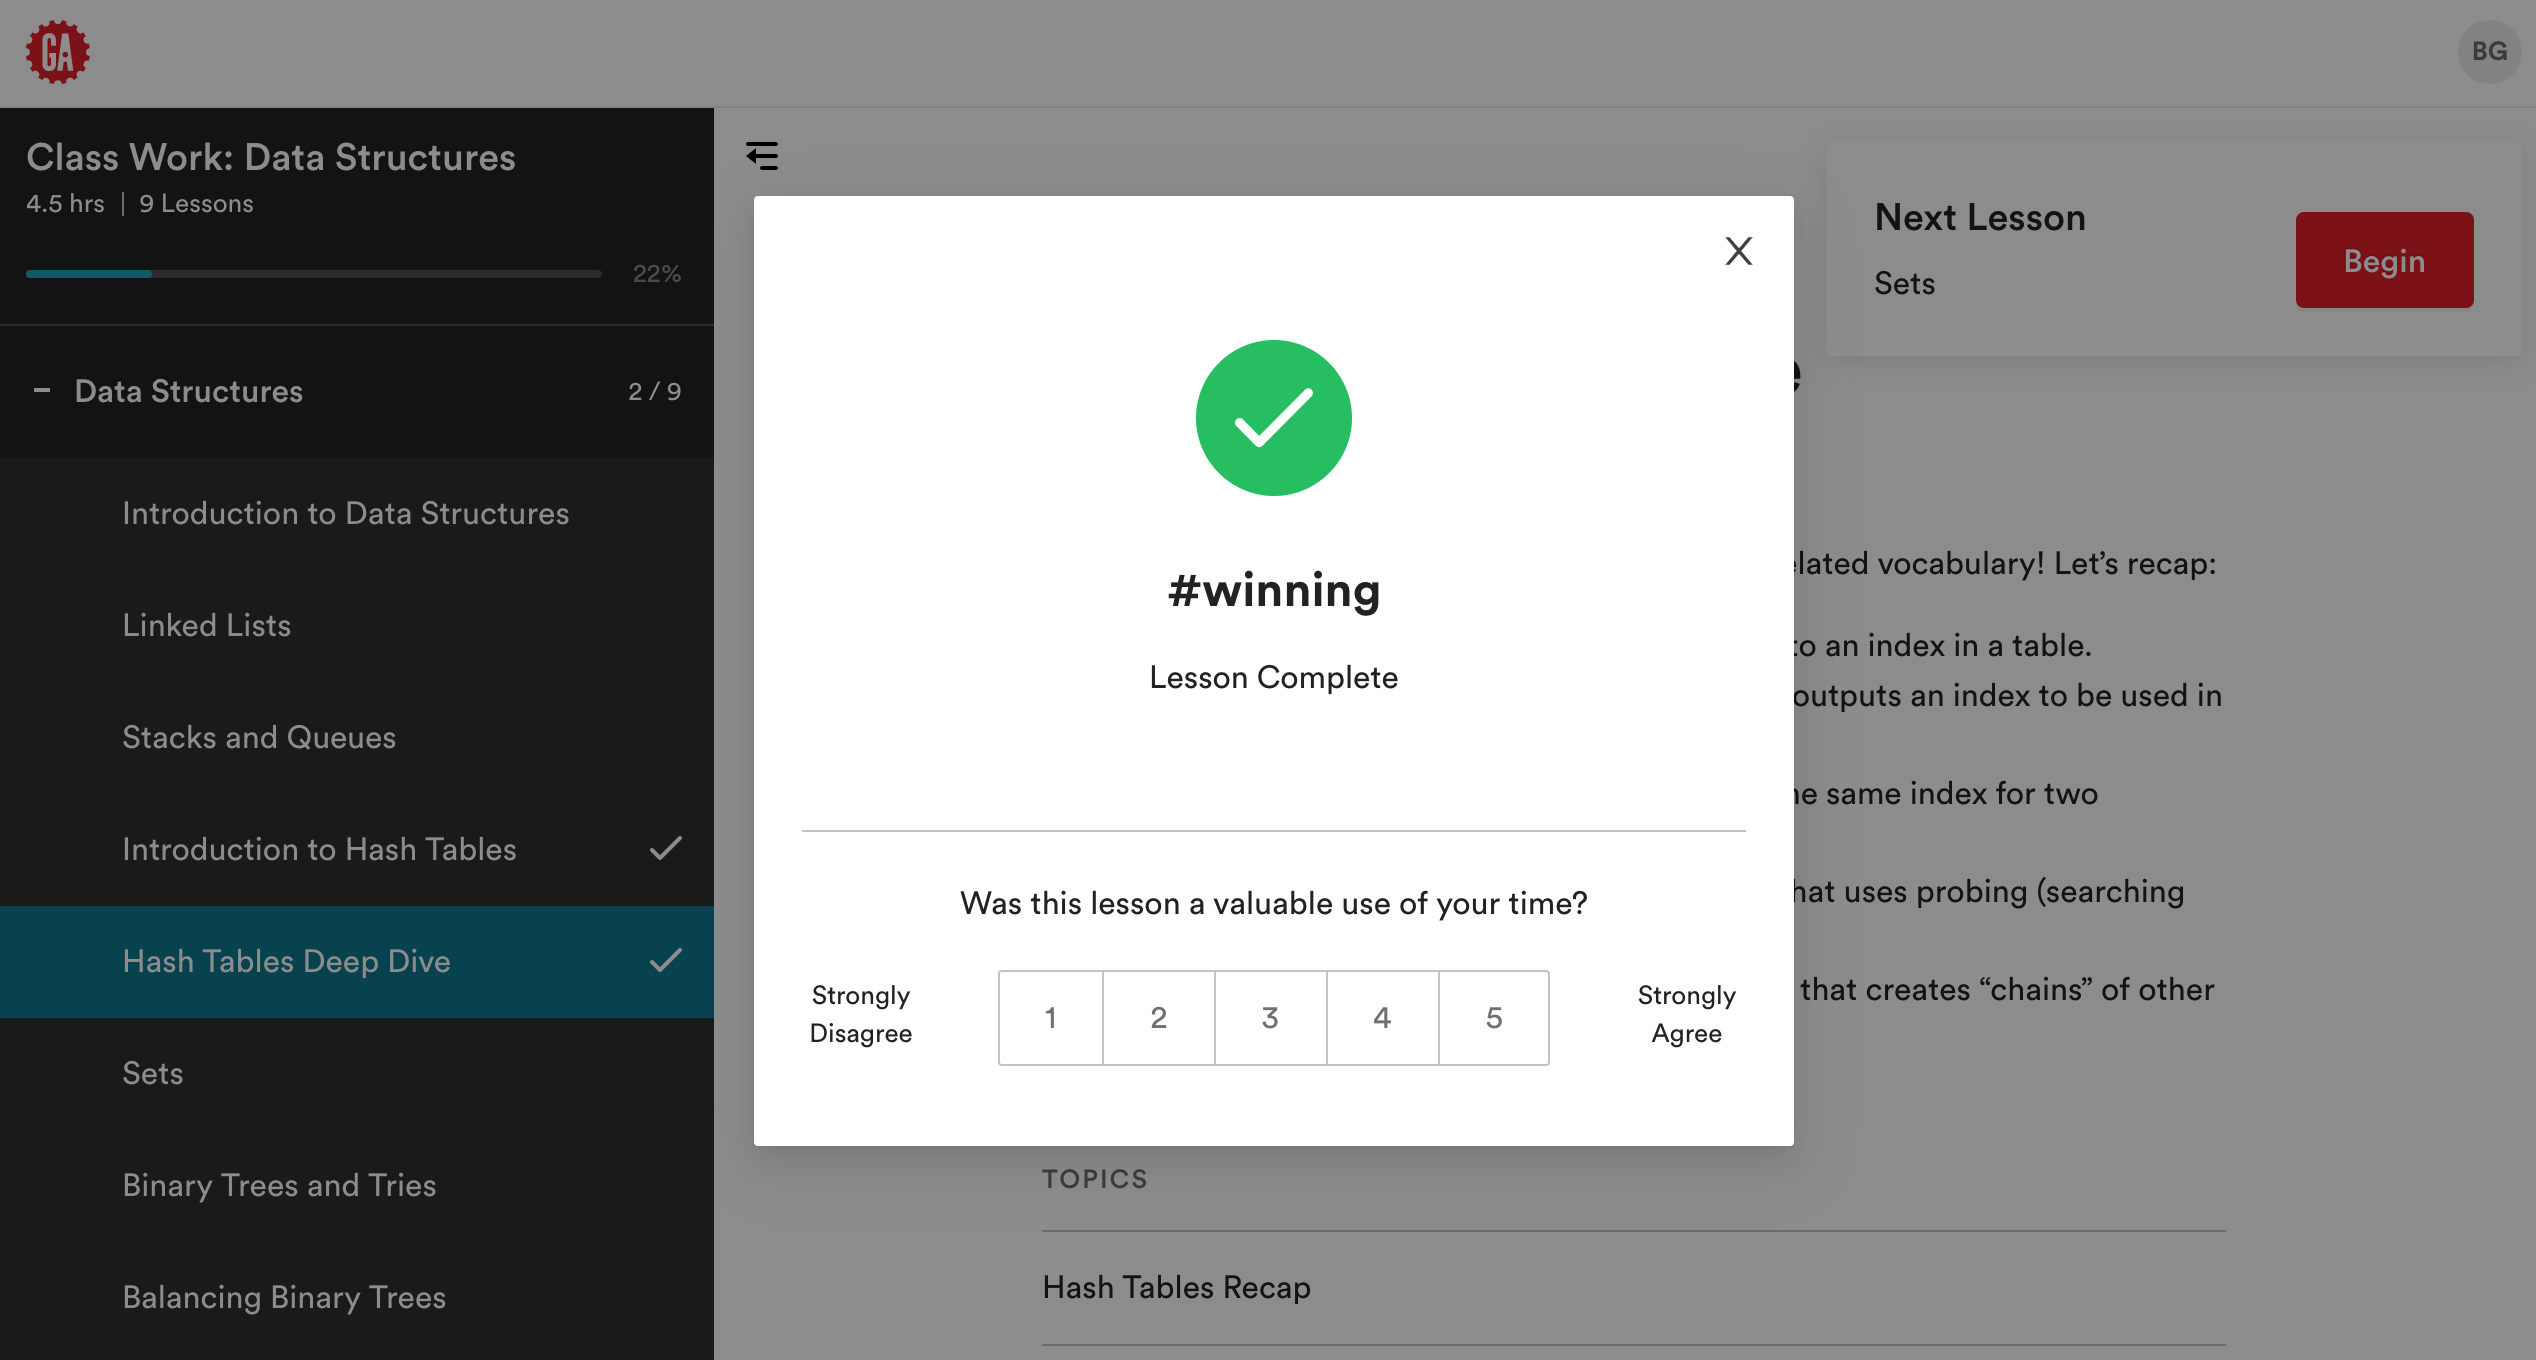 GA
BG
Class Work: Data Structures
4.5 hrs | 9 Lessons
22%
Data Structures
2 / 9
Introduction to Data Structures
Linked Lists
Stacks and Queues
Introduction to Hash Tables
Hash Tables Deep Dive
Sets
Binary Trees and Tries
Balancing Binary Trees
X
#winning
Lesson Complete
Was this lesson a valuable use of your time?
Strongly
Disagree
1 2 3 4 5
Strongly
Agree
Next Lesson
Sets
Begin
vocabulary! Let’s recap:
to an index in a table.
outputs an index to be used in
same index for two
uses probing (searching
that creates “chains” of other
TOPICS
Hash Tables Recap